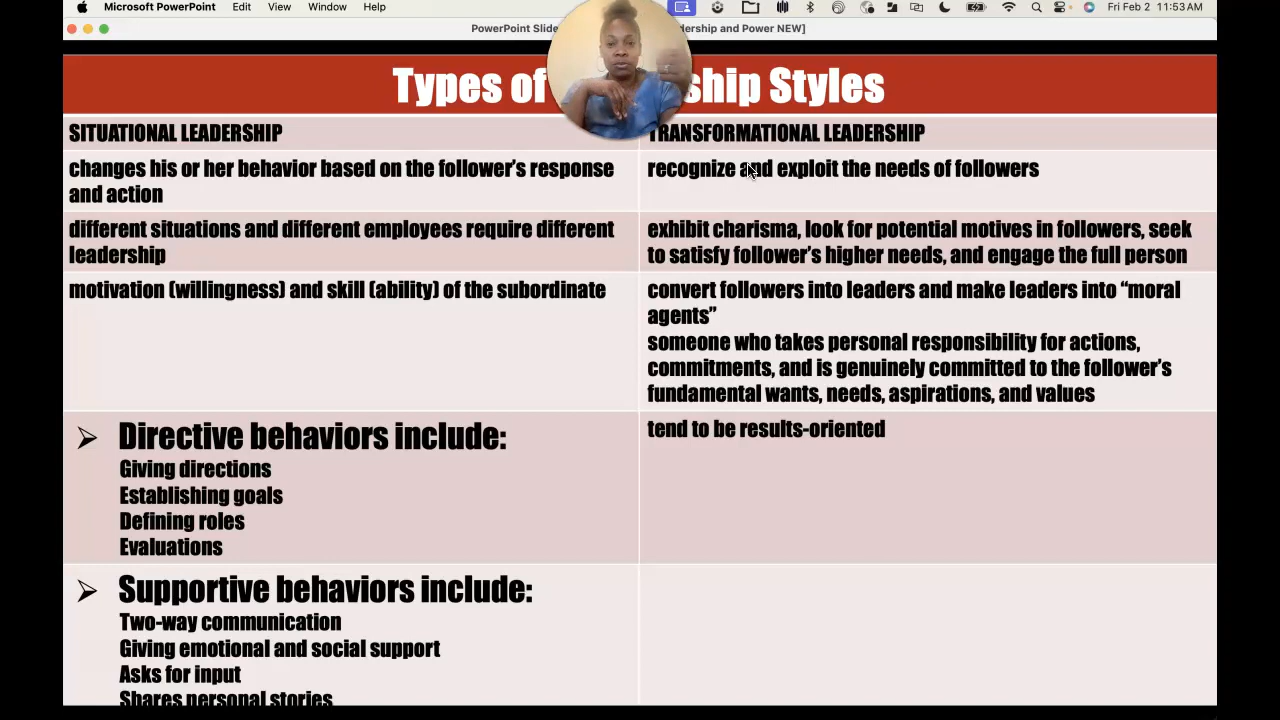 Microsoft PowerPoint Edit View Window Help Fri Feb 2 11:53 AM
PowerPoint Slide dership and Power NEW]
Types of ship Styles
SITUATIONAL LEADERSHIP
TRANSFORMATIONAL LEADERSHIP
changes his or her behavior based on the follower's response
and action
recognize and exploit the needs of followers
different situations and different employees require different
leadership
exhibit charisma, look for potential motives in followers, seek
to satisfy follower's higher needs, and engage the full person
motivation (willingness) and skill (ability) of the subordinate
convert followers into leaders and make leaders into “moral
agents”
someone who takes personal responsibility for actions,
commitments, and is genuinely committed to the follower's
fundamental wants, needs, aspirations, and values
➢ Directive behaviors include:
Giving directions
Establishing goals
Defining roles
Evaluations
tend to be results-oriented
➢ Supportive behaviors include:
Two-way communication
Giving emotional and social support
Asks for input
Shares personal stories